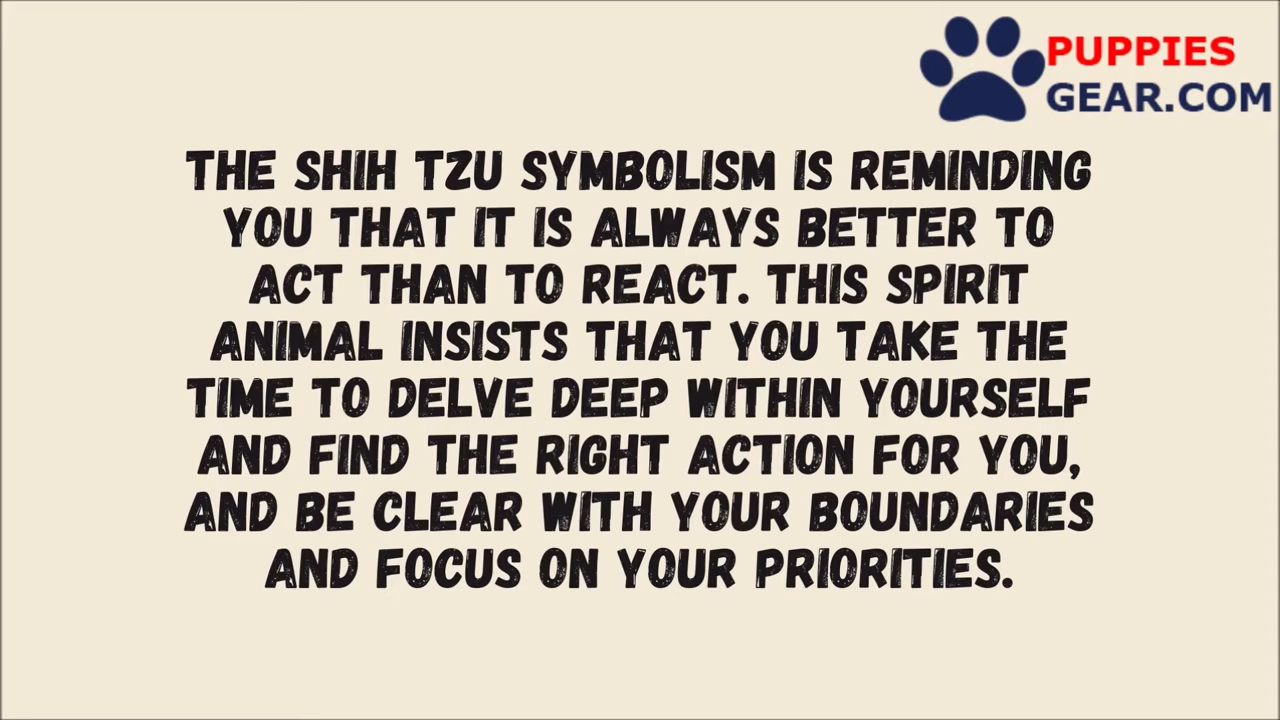 PUPPIES
GEAR.COM
THE SHIH TZU SYMBOLISM IS REMINDING
YOU THAT IT IS ALWAYS BETTER TO
ACT THAN TO REACT. THIS SPIRIT
ANIMAL INSISTS THAT YOU TAKE THE
TIME TO DELVE DEEP WITHIN YOURSELF
AND FIND THE RIGHT ACTION FOR YOU,
AND BE CLEAR WITH YOUR BOUNDARIES
AND FOCUS ON YOUR PRIORITIES.